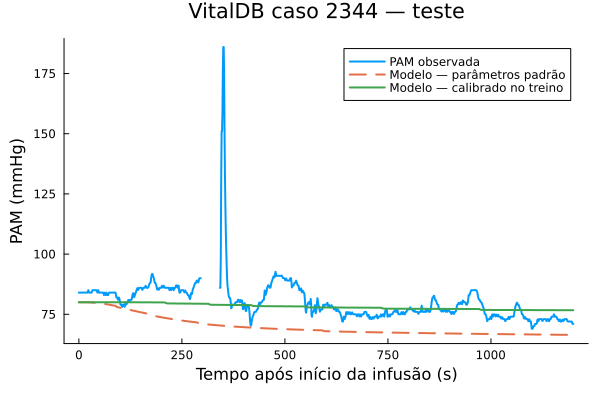 VitalDB caso 2344 — teste
PAM observada
Modelo — parâmetros padrão
Modelo — calibrado no treino
PAM (mmHg)
175
150
125
100
75
0
250
500
750
1000
Tempo após início da infusão (s)